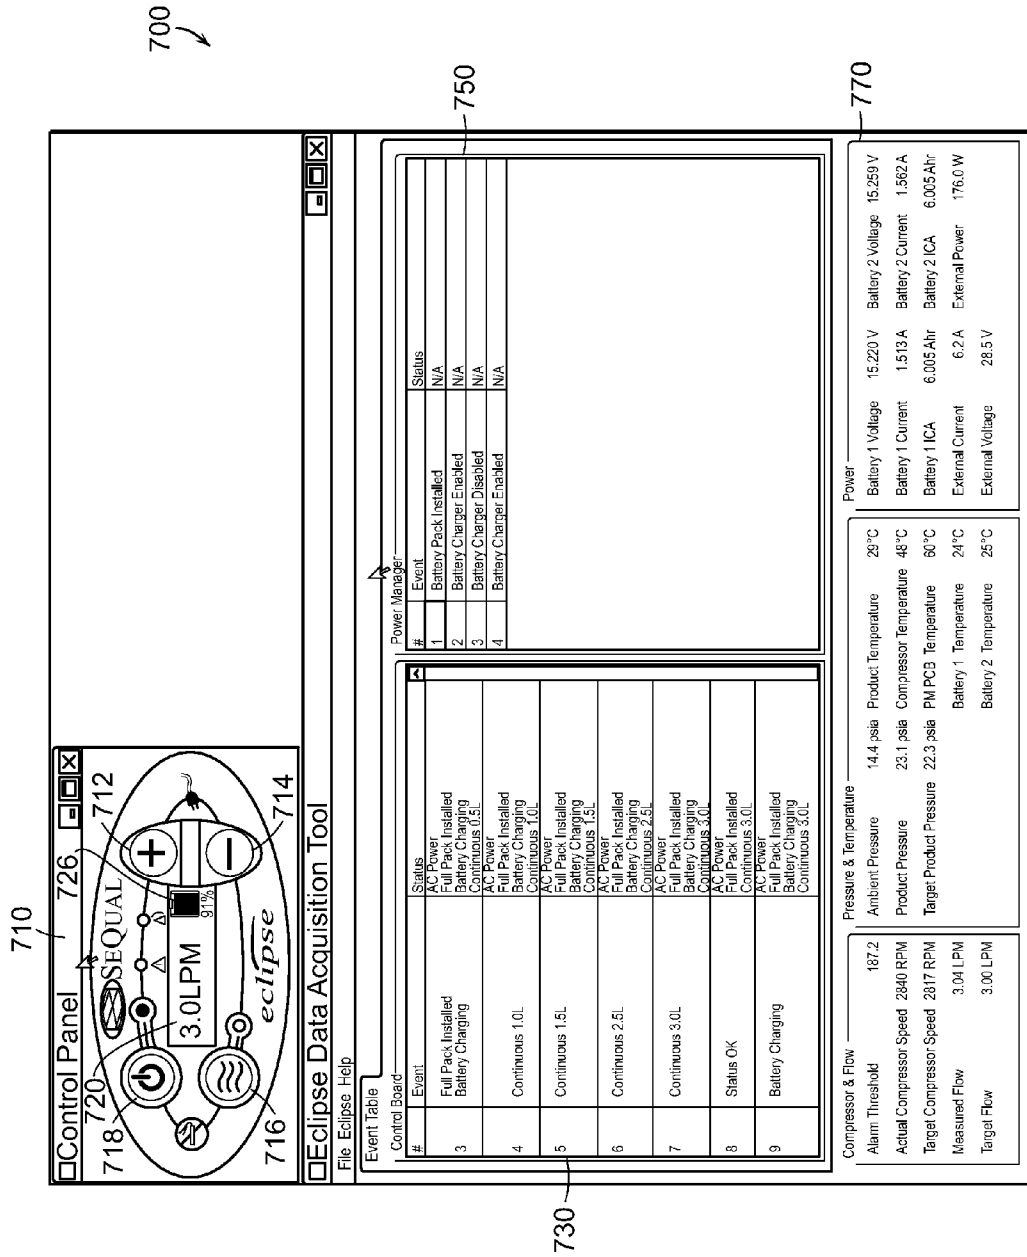 700
710
□Control Panel
726
712
SEQUAL
720
718
3.0LPM
91%
716
eclipse
714
□Eclipse Data Acquisition Tool
File Eclipse Help
Event Table
750
Control Board
# Event Status
3 Full Pack Installed Battery Charging AC Power
Full Pack Installed
Battery Charging
Continuous 0.5L
4 Continuous 1.0L AC Power
Full Pack Installed
Battery Charging
Continuous 1.0L
5 Continuous 1.5L AC Power
Full Pack Installed
Battery Charging
Continuous 1.5L
6 Continuous 2.5L AC Power
Full Pack Installed
Battery Charging
Continuous 2.5L
7 Continuous 3.0L AC Power
Full Pack Installed
Battery Charging
Continuous 3.0L
8 Status OK AC Power
Full Pack Installed
Continuous 3.0L
9 Battery Charging AC Power
Full Pack Installed
Battery Charging
Continuous 3.0L
730
Power Manager
# Event Status
1 Battery Pack Installed N/A
2 Battery Charger Enabled N/A
3 Battery Charger Disabled N/A
4 Battery Charger Enabled N/A
770
Compressor & Flow
Alarm Threshold 187.2
Actual Compressor Speed 2840 RPM
Target Compressor Speed 2817 RPM
Measured Flow 3.04 LPM
Target Flow 3.00 LPM
Pressure & Temperature
Ambient Pressure 14.4 psia Product Temperature 29°C
Product Pressure 23.1 psia Compressor Temperature 48°C
Target Product Pressure 22.3 psia PM PCB Temperature 60°C
Battery 1 Temperature 24°C
Battery 2 Temperature 25°C
Power
Battery 1 Voltage 15.220 V Battery 2 Voltage 15.259 V
Battery 1 Current 1.513 A Battery 2 Current 1.562 A
Battery 1 ICA 6.005 Ahr Battery 2 ICA 6.005 Ahr
External Current 6.2 A External Power 176.0 W
External Voltage 28.5 V